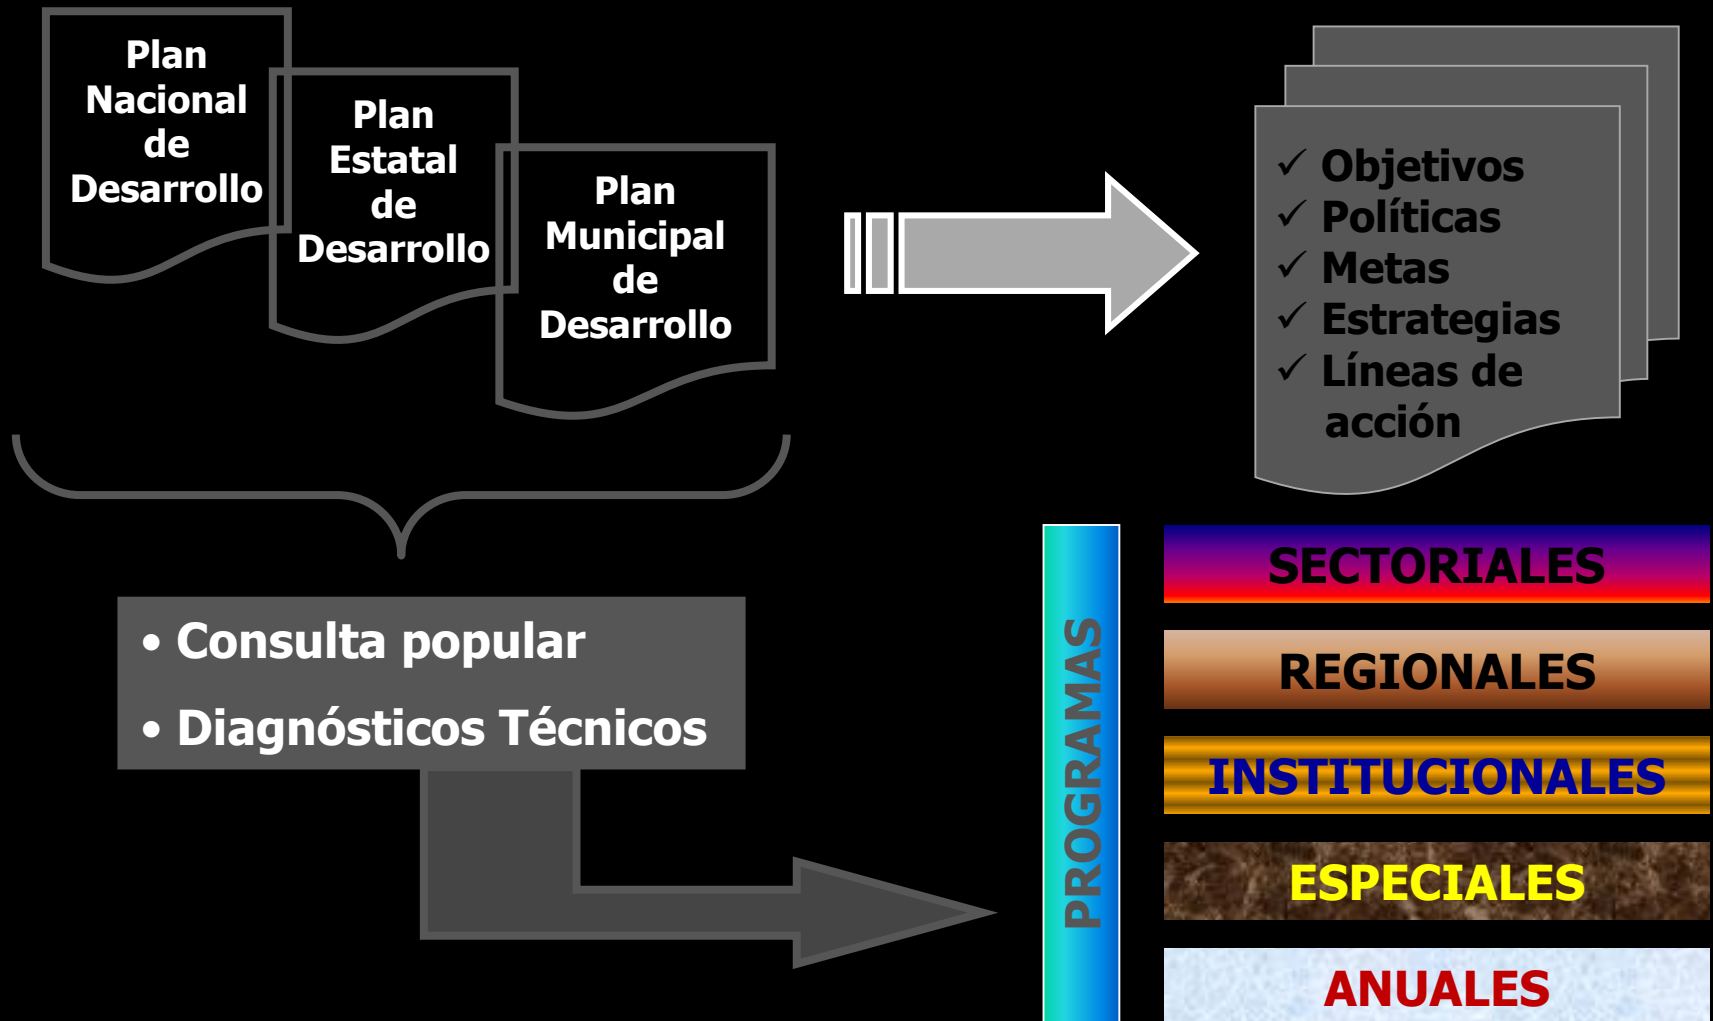 Plan
Nacional
de
Desarrollo
Plan
Estatal
de
Desarrollo
Plan
Municipal
de
Desarrollo
✓ Objetivos
✓ Políticas
✓ Metas
✓ Estrategias
✓ Líneas de
acción
• Consulta popular
• Diagnósticos Técnicos
PROGRAMAS
SECTORIALES
REGIONALES
INSTITUCIONALES
ESPECIALES
ANUALES